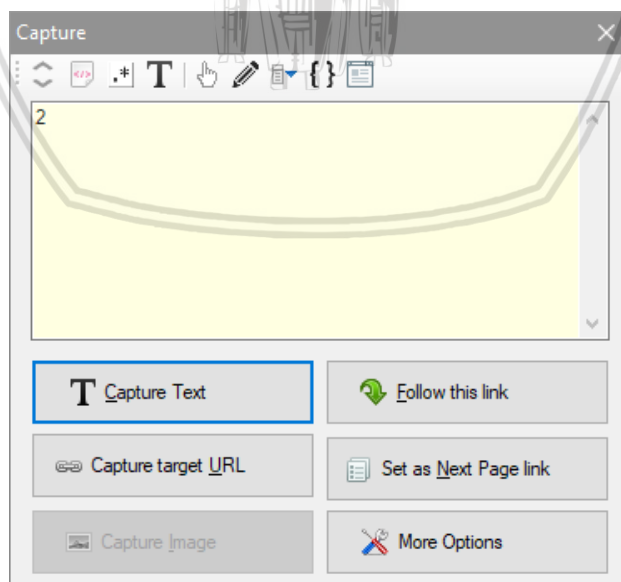 Capture
</> .* T { }
2
T Capture Text
Follow this link
Capture target URL
Set as Next Page link
Capture Image
More Options